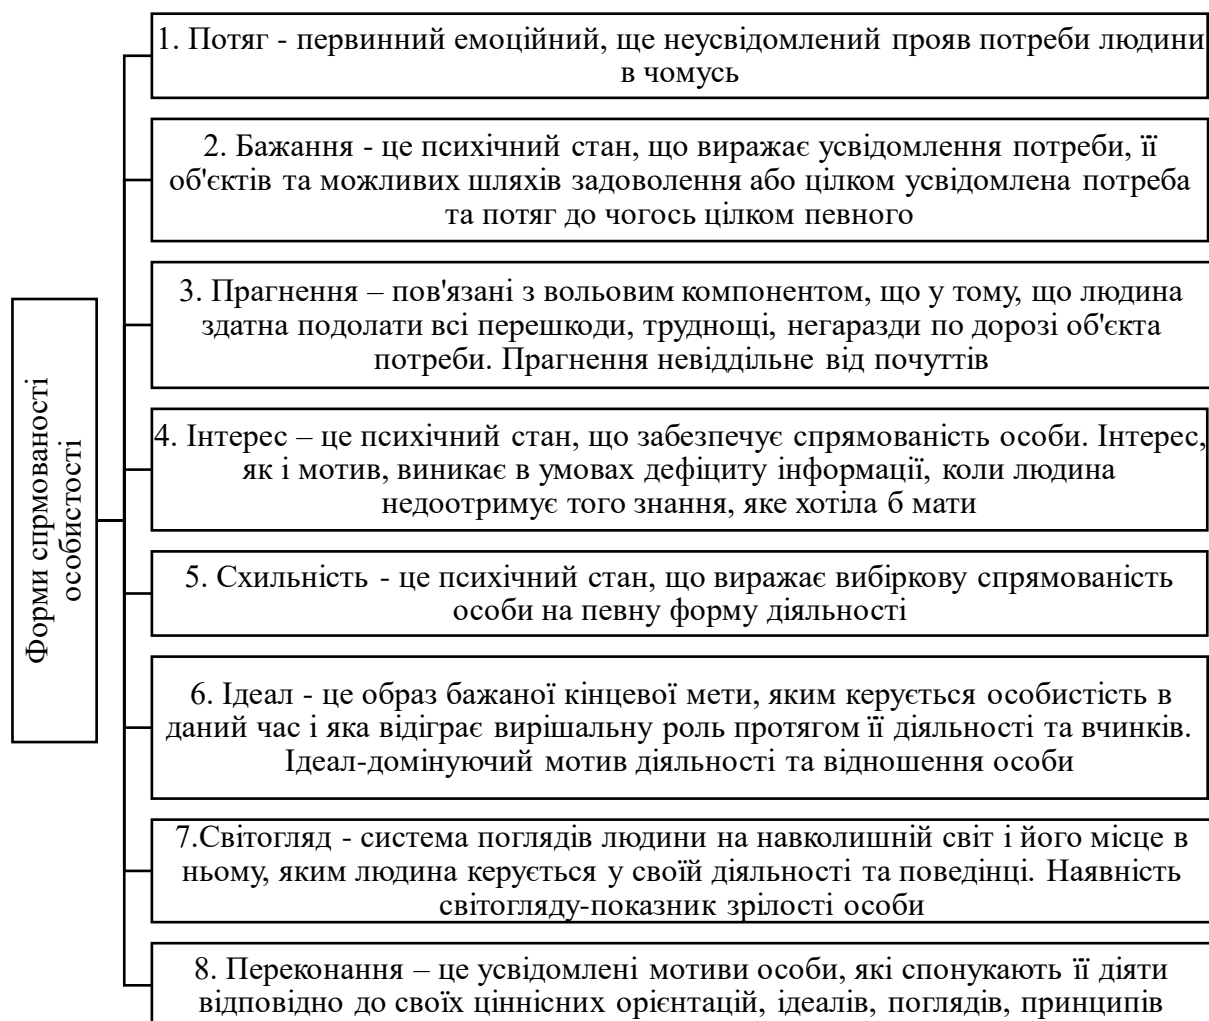 Форми спрмованості
особистості
1. Потяг - первинний емоційний, ще неусвідомлений прояв потреби людини
в чомусь
2. Бажання - це психічний стан, що виражає усвідомлення потреби, її
об'єктів та можливих шляхів задоволення або цілком усвідомлена потреба
та потяг до чогось цілком певного
3. Прагнення – пов'язані з вольовим компонентом, що у тому, що людина
здатна подолати всі перешкоди, труднощі, негаразди по дорозі об'єкта
потреби. Прагнення невіддільне від почуттів
4. Інтерес – це психічний стан, що забезпечує спрямованість особи. Інтерес,
як і мотив, виникає в умовах дефіциту інформації, коли людина
недоотримує того знання, яке хотіла б мати
5. Схильність - це психічний стан, що виражає вибіркову спрямованість
особи на певну форму діяльності
6. Ідеал - це образ бажаної кінцевої мети, яким керується особистість в
даний час і яка відіграє вирішальну роль протягом її діяльності та вчинків.
Ідеал-домінуючий мотив діяльності та відношення особи
7.Світогляд - система поглядів людини на навколишній світ і його місце в
ньому, яким людина керується у своїй діяльності та поведінці. Наявність
світогляду-показник зрілості особи
8. Переконання – це усвідомлені мотиви особи, які спонукають її діяти
відповідно до своїх ціннісних орієнтацій, ідеалів, поглядів, принципів